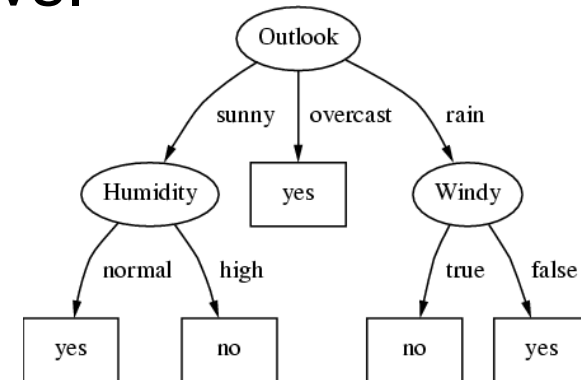 Outlook
sunny overcast rain
Humidity yes Windy
normal high true false
yes no no yes